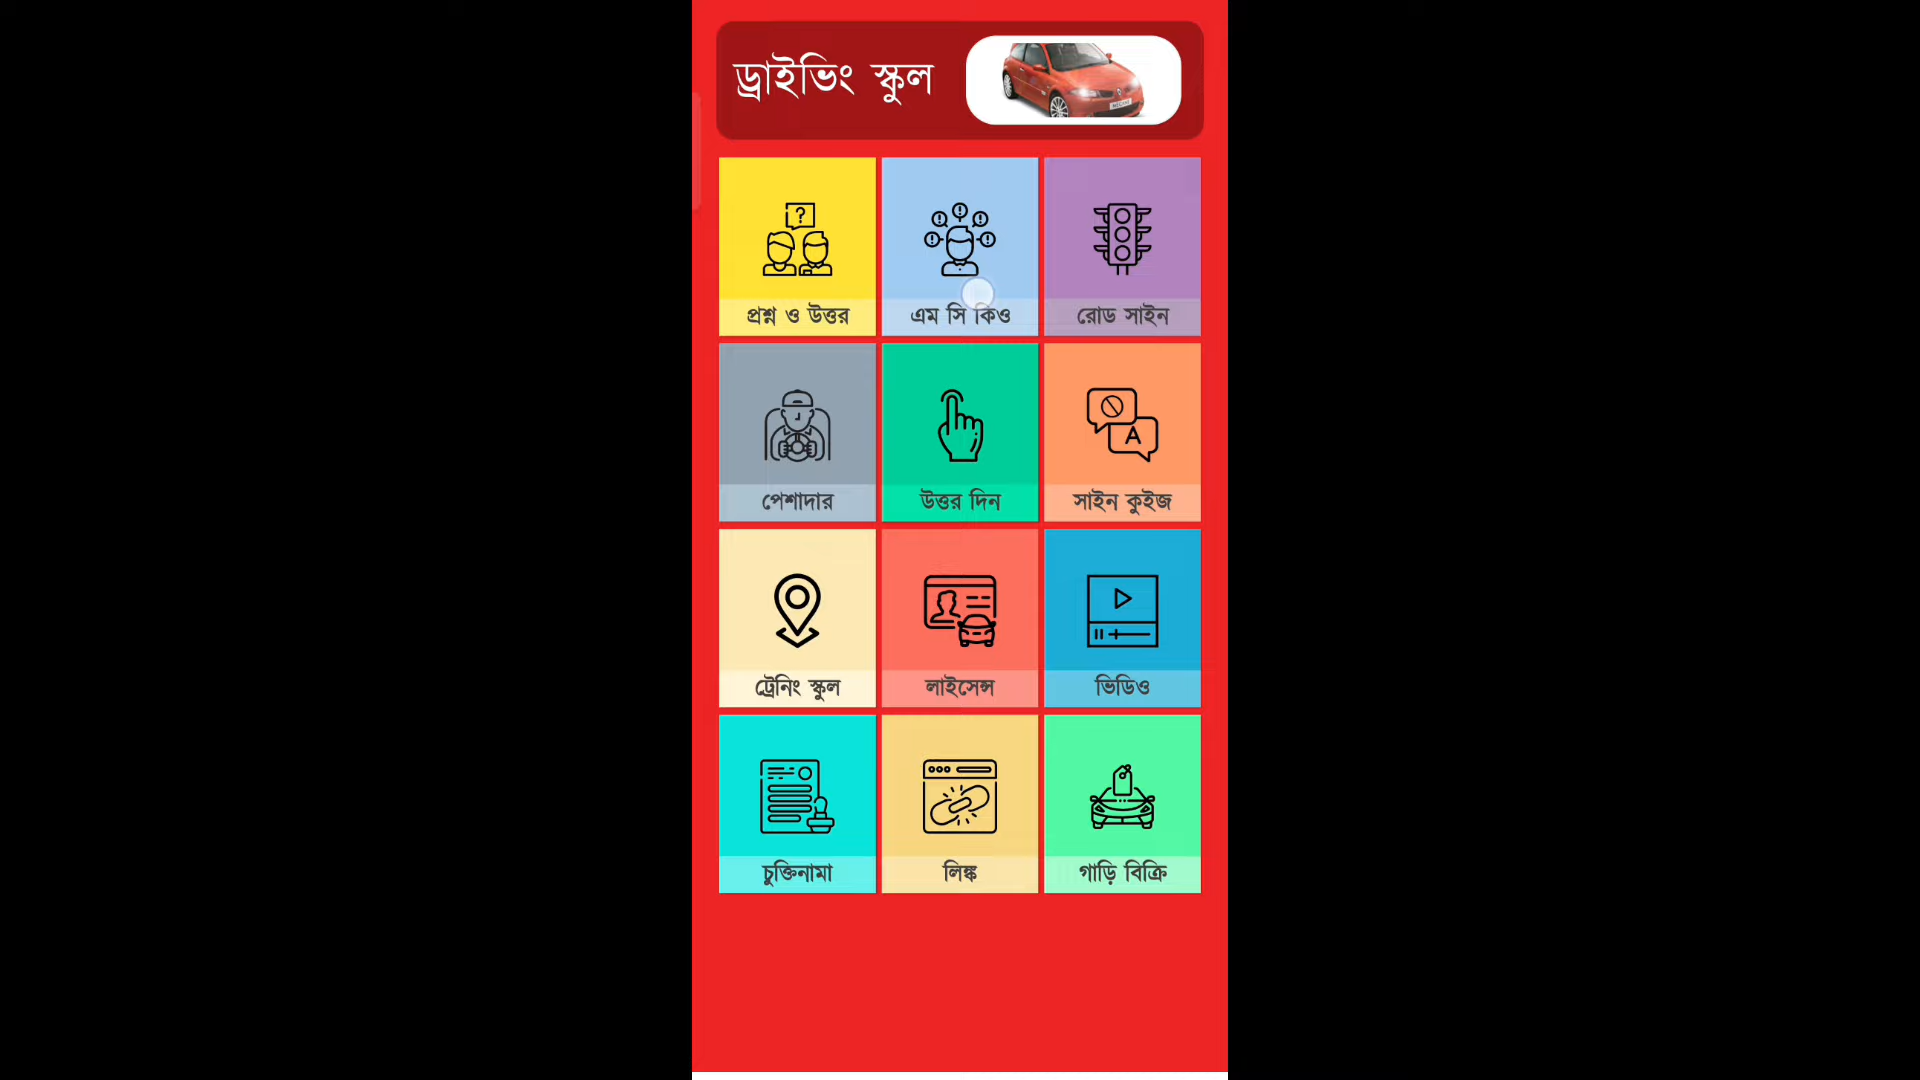 ড্রাইভিং স্কুল
প্রশ্ন ও উত্তর
এম সি কিও
রোড সাইন
পেশাদার
উত্তর দিন
সাইন কুইজ
A
ট্রেনিং স্কুল
লাইসেন্স
ভিডিও
চুক্তিনামা
লিঙ্ক
গাড়ি বিক্রি